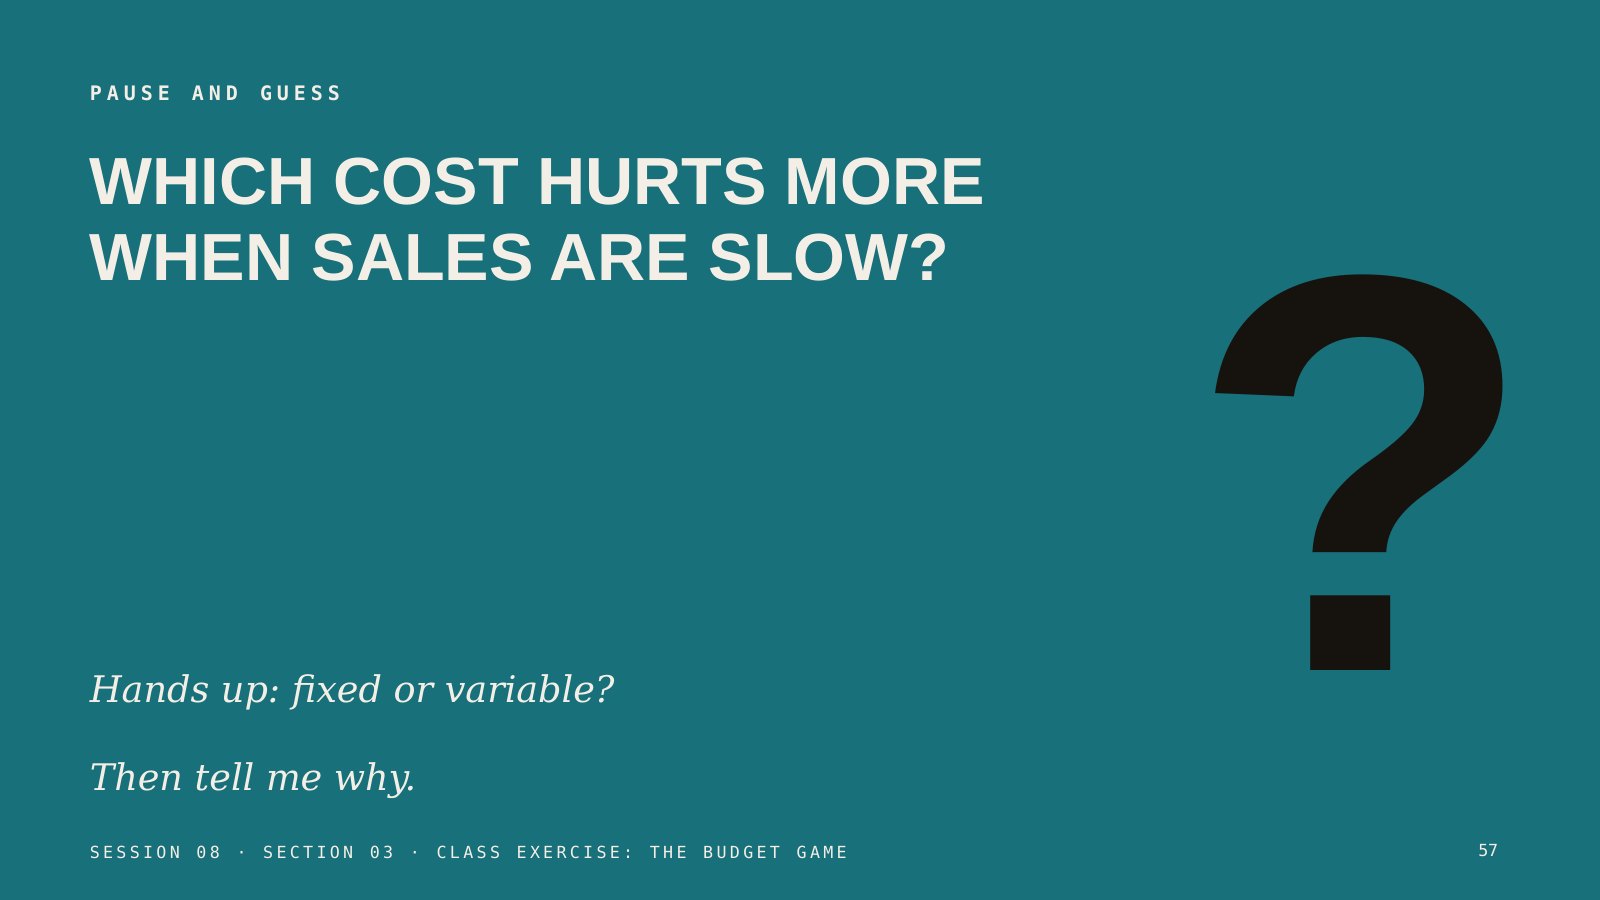 PAUSE AND GUESS
WHICH COST HURTS MORE
WHEN SALES ARE SLOW?
?
Hands up: fixed or variable?
Then tell me why.
SESSION 08 · SECTION 03 · CLASS EXERCISE: THE BUDGET GAME
57